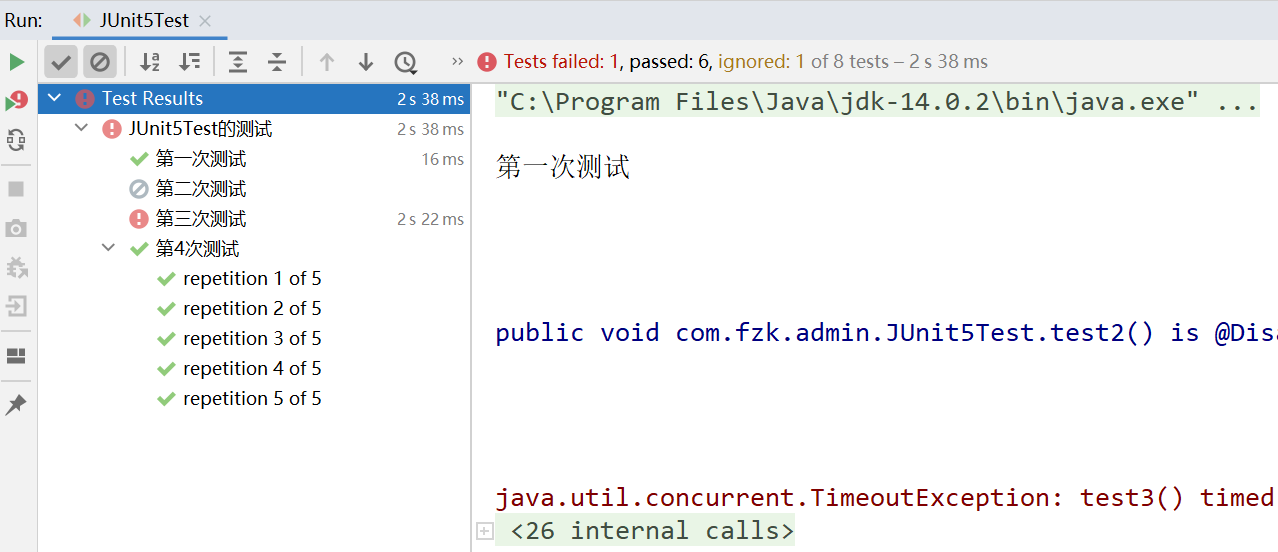 Run: JUnit5Test
Tests failed: 1, passed: 6, ignored: 1 of 8 tests – 2 s 38 ms
Test Results 2 s 38 ms
JUnit5Test的测试 2 s 38 ms
第一次测试 16 ms
第二次测试
第三次测试 2 s 22 ms
第4次测试
repetition 1 of 5
repetition 2 of 5
repetition 3 of 5
repetition 4 of 5
repetition 5 of 5
"C:\Program Files\Java\jdk-14.0.2\bin\java.exe" ...
第一次测试
public void com.fzk.admin.JUnit5Test.test2() is @Disa
java.util.concurrent.TimeoutException: test3() timed
<26 internal calls>